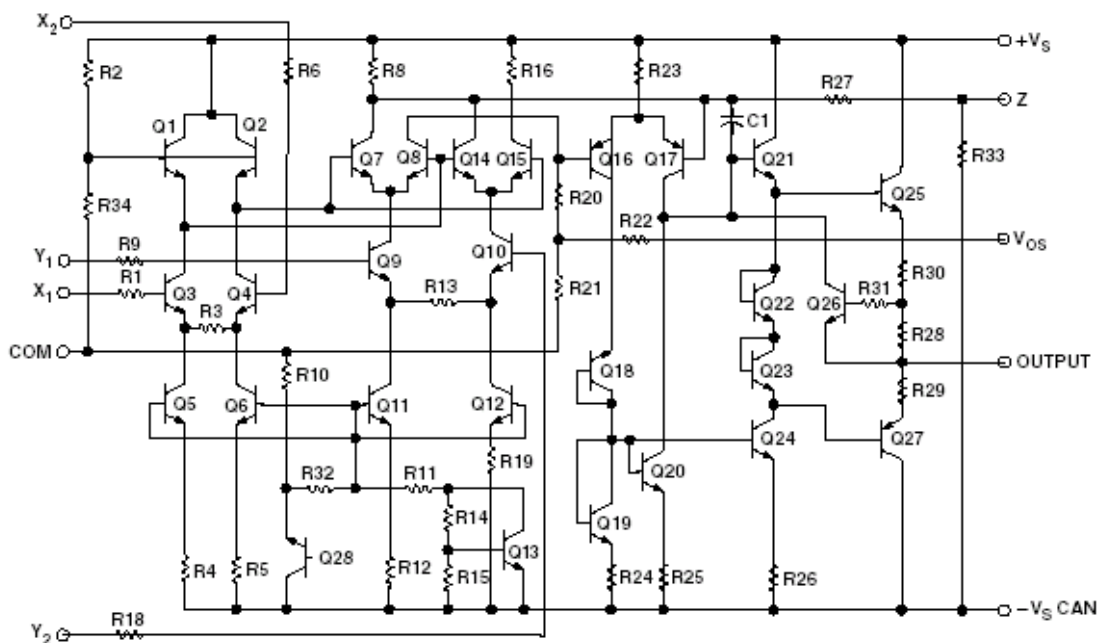 X2
R2
R6
R8
R16
R23
+VS
R27
Z
C1
Q1
Q2
Q7
Q8
Q14
Q15
Q16
Q17
Q21
R33
R34
R20
Q25
R22
VOS
Y1
R9
Q9
Q10
X1
R1
Q3
Q4
R3
R13
R21
Q22
Q26
R31
R30
R28
COM
OUTPUT
R10
Q18
Q23
R29
Q5
Q6
Q11
Q12
Q24
Q27
R19
Q20
R32
R11
R14
Q13
Q19
Q28
R4
R5
R12
R15
R24
R25
R26
−VS CAN
Y2
R18